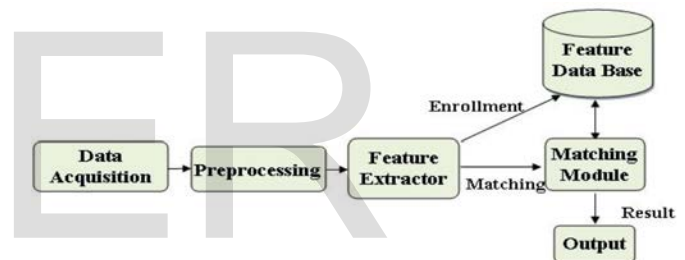 Feature
Data Base
Enrollment
Data
Acquisition
Preprocessing
Feature
Extractor
Matching
Matching
Module
Result
Output
ER